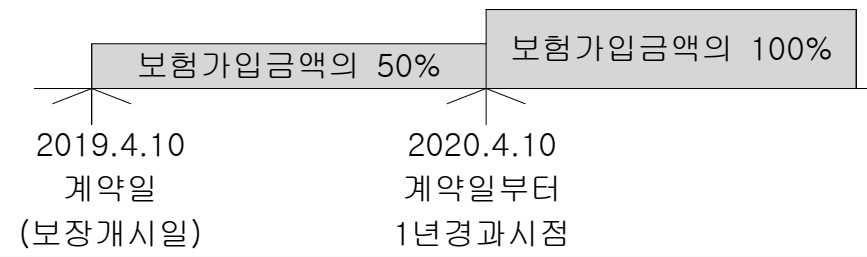 보험가입금액의 50%
보험가입금액의 100%
2019.4.10
계약일
(보장개시일)
2020.4.10
계약일부터
1년경과시점